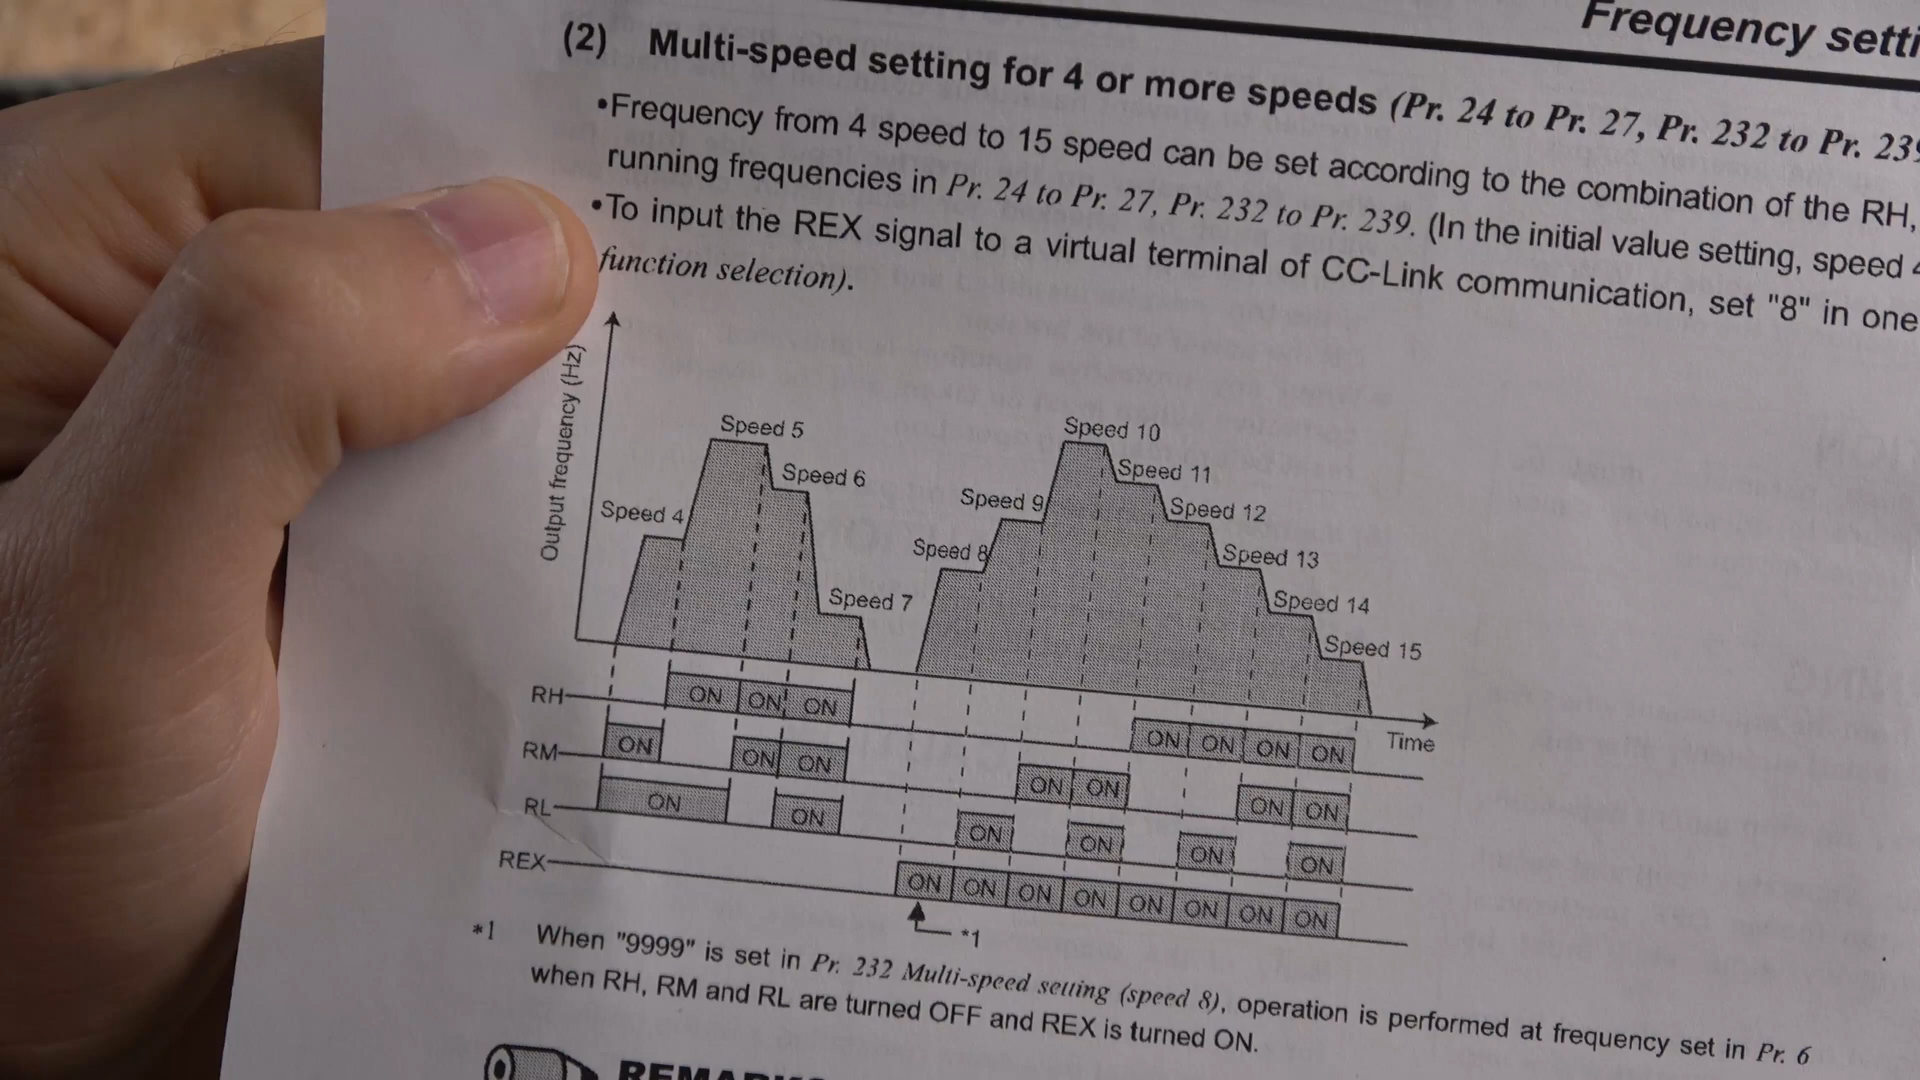 Frequency setti
(2) Multi-speed setting for 4 or more speeds (Pr. 24 to Pr. 27, Pr. 232 to Pr. 239
•Frequency from 4 speed to 15 speed can be set according to the combination of the RH,
running frequencies in Pr. 24 to Pr. 27, Pr. 232 to Pr. 239. (In the initial value setting, speed 4
•To input the REX signal to a virtual terminal of CC-Link communication, set "8" in one
function selection).
Output frequency (Hz)
Speed 4
Speed 5
Speed 6
Speed 7
Speed 8
Speed 9
Speed 10
Speed 11
Speed 12
Speed 13
Speed 14
Speed 15
Time
RH ON ON ON ON ON ON ON
RM ON ON ON ON ON ON ON
RL ON ON ON ON ON ON
REX ON ON ON ON ON ON ON ON
*1
*1 When "9999" is set in Pr. 232 Multi-speed setting (speed 8), operation is performed at frequency set in Pr. 6
when RH, RM and RL are turned OFF and REX is turned ON.